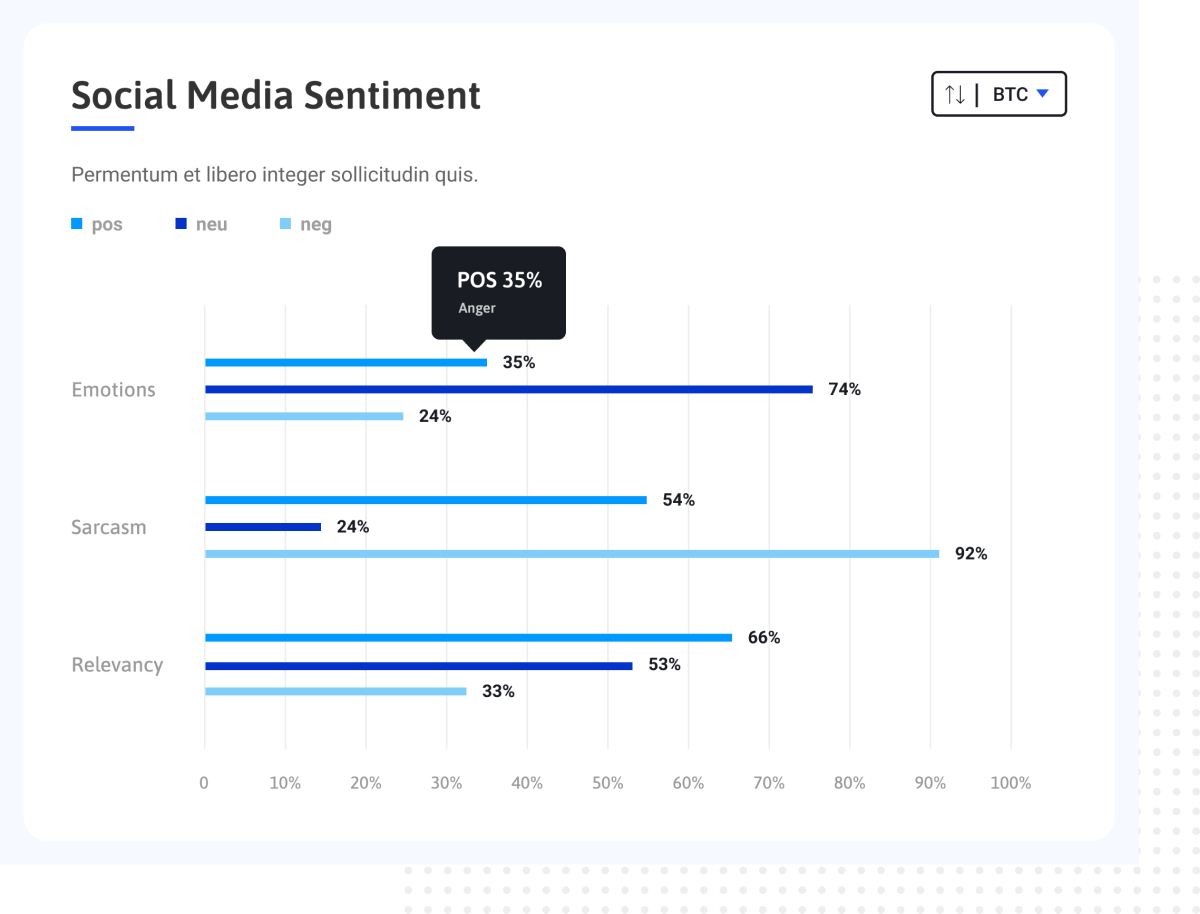 Social Media Sentiment
↑↓ | BTC
Permentum et libero integer sollicitudin quis.
pos neu neg
POS 35%
Anger
35%
Emotions 74%
24%
54%
Sarcasm 24%
92%
66%
Relevancy 53%
33%
0 10% 20% 30% 40% 50% 60% 70% 80% 90% 100%